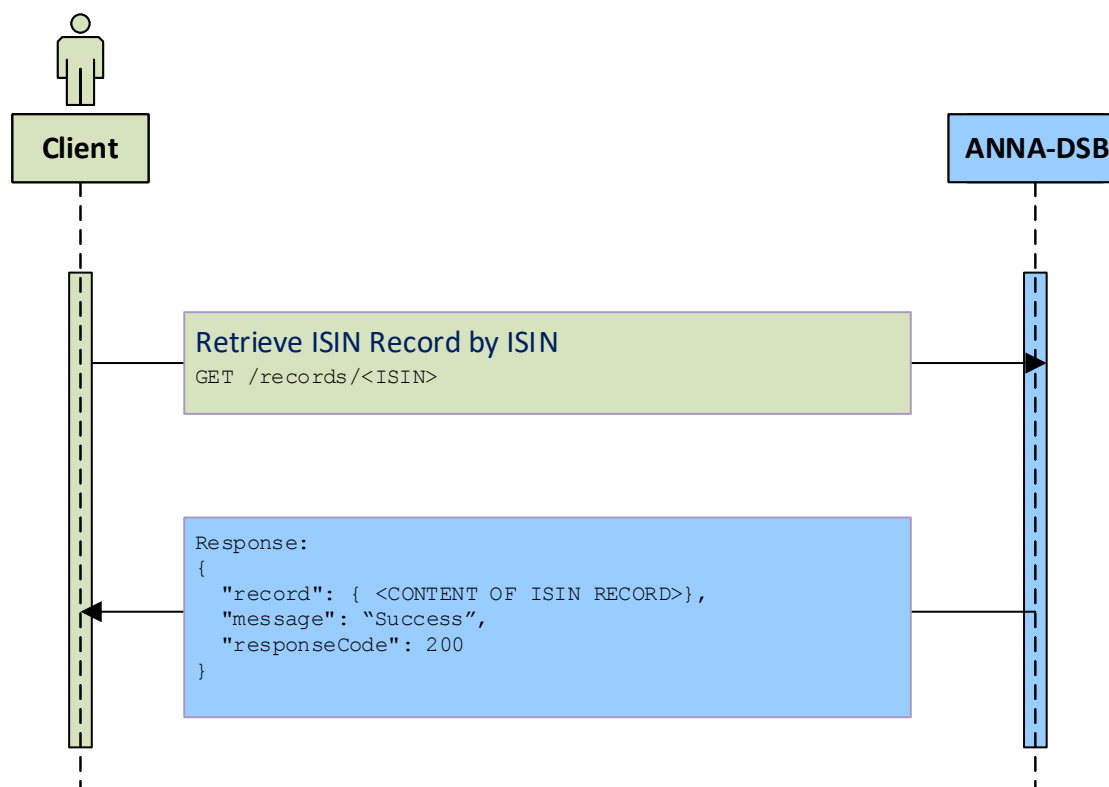 Client
ANNA-DSB
Retrieve ISIN Record by ISIN
GET /records/<ISIN>
Response:
{
  "record": { <CONTENT OF ISIN RECORD>},
  "message": “Success”,
  "responseCode": 200
}